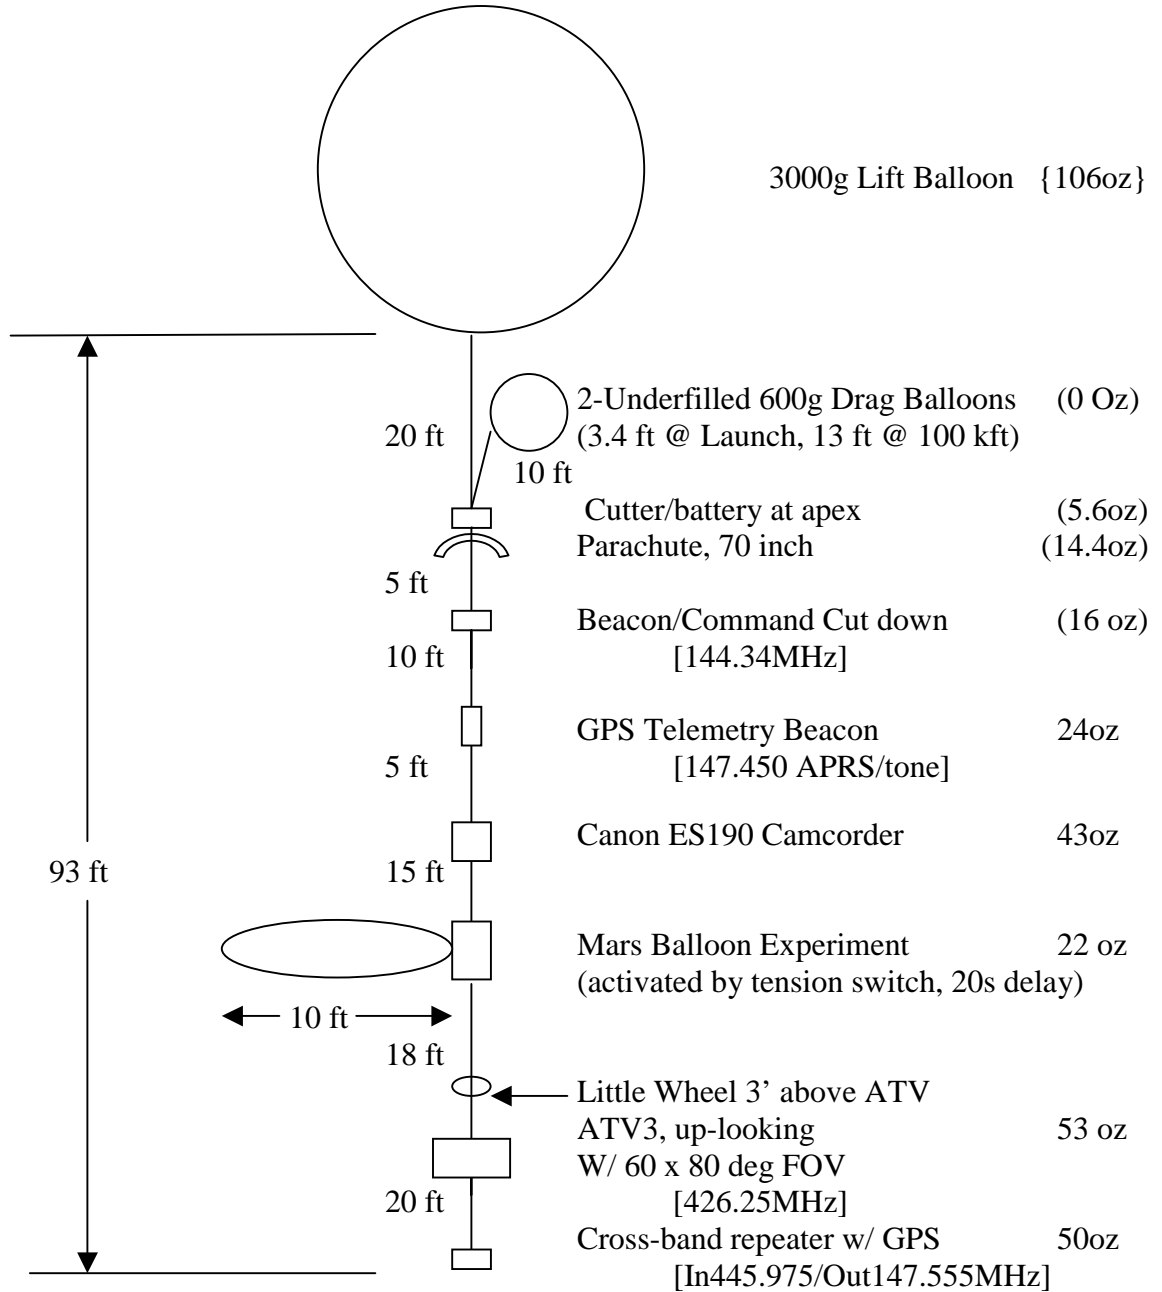 3000g Lift Balloon {106oz}
2-Underfilled 600g Drag Balloons (0 Oz)
20 ft (3.4 ft @ Launch, 13 ft @ 100 kft)
10 ft
Cutter/battery at apex (5.6oz)
Parachute, 70 inch (14.4oz)
5 ft
Beacon/Command Cut down (16 oz)
10 ft [144.34MHz]
GPS Telemetry Beacon 24oz
5 ft [147.450 APRS/tone]
Canon ES190 Camcorder 43oz
93 ft 15 ft
Mars Balloon Experiment 22 oz
(activated by tension switch, 20s delay)
10 ft
18 ft
Little Wheel 3’ above ATV
ATV3, up-looking 53 oz
W/ 60 x 80 deg FOV
20 ft [426.25MHz]
Cross-band repeater w/ GPS 50oz
[In445.975/Out147.555MHz]